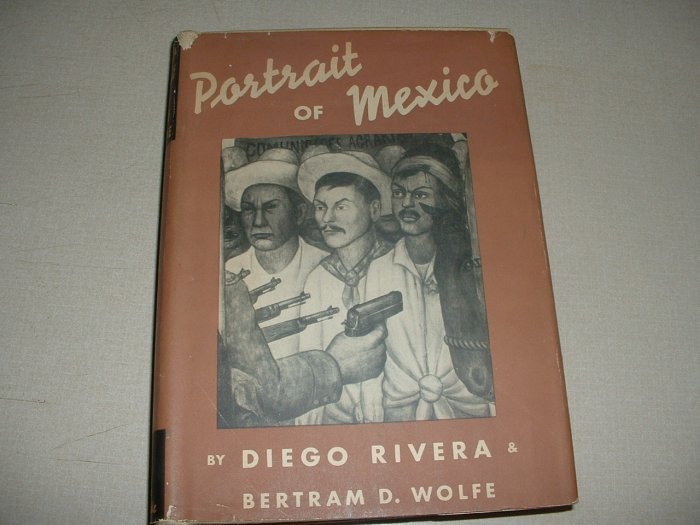 Portrait
OF Mexico
BY DIEGO RIVERA &
BERTRAM D. WOLFE